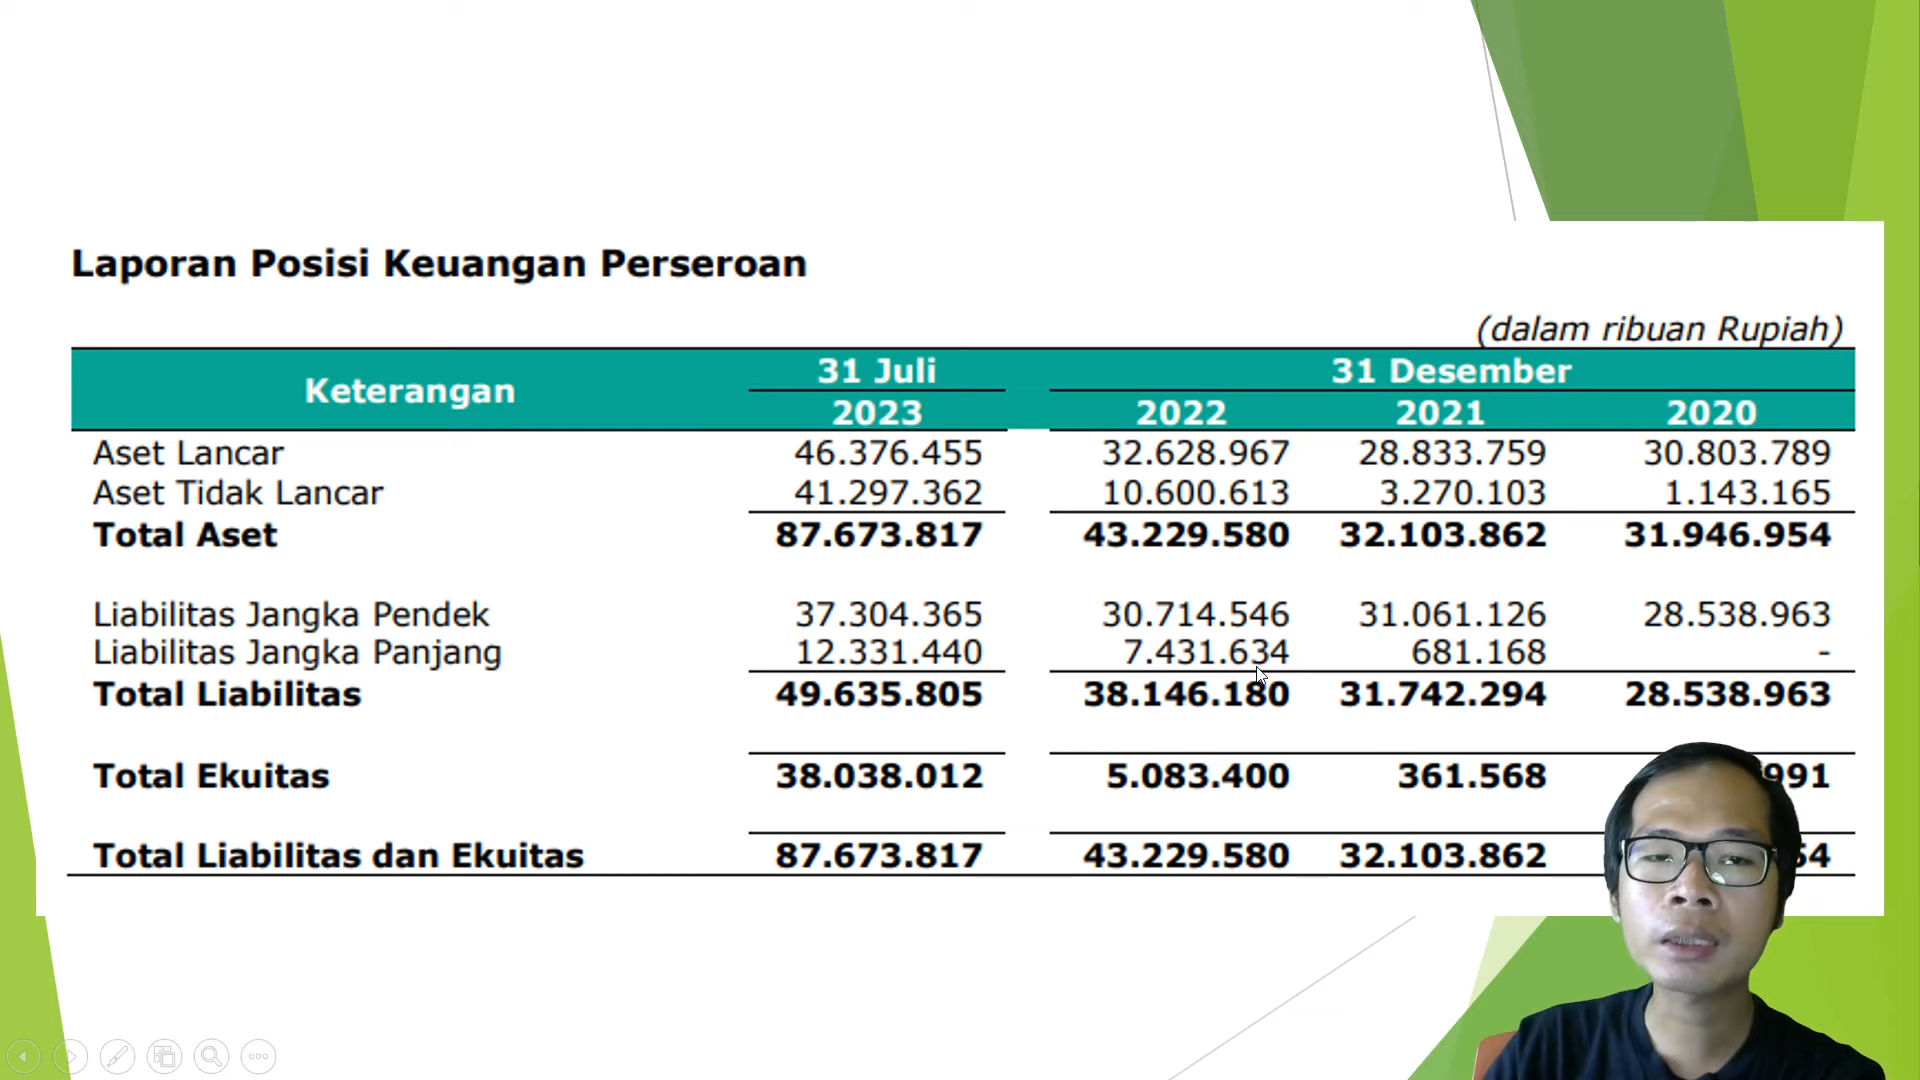 Laporan Posisi Keuangan Perseroan
(dalam ribuan Rupiah)
Keterangan 31 Juli 31 Desember
2023 2022 2021 2020
Aset Lancar 46.376.455 32.628.967 28.833.759 30.803.789
Aset Tidak Lancar 41.297.362 10.600.613 3.270.103 1.143.165
Total Aset 87.673.817 43.229.580 32.103.862 31.946.954
Liabilitas Jangka Pendek 37.304.365 30.714.546 31.061.126 28.538.963
Liabilitas Jangka Panjang 12.331.440 7.431.634 681.168 -
Total Liabilitas 49.635.805 38.146.180 31.742.294 28.538.963
Total Ekuitas 38.038.012 5.083.400 361.568
Total Liabilitas dan Ekuitas 87.673.817 43.229.580 32.103.862